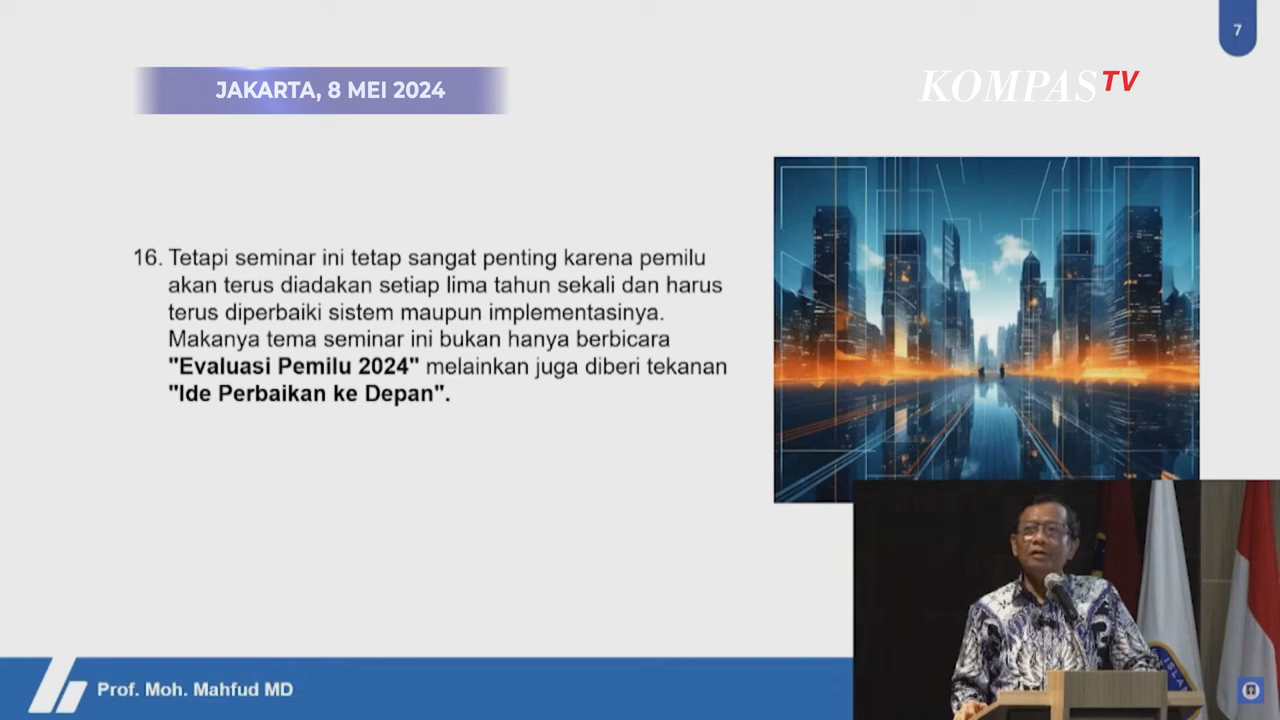 7
JAKARTA, 8 MEI 2024
KOMPAS TV
16. Tetapi seminar ini tetap sangat penting karena pemilu
akan terus diadakan setiap lima tahun sekali dan harus
terus diperbaiki sistem maupun implementasinya.
Makanya tema seminar ini bukan hanya berbicara
"Evaluasi Pemilu 2024" melainkan juga diberi tekanan
"Ide Perbaikan ke Depan".
Prof. Moh. Mahfud MD